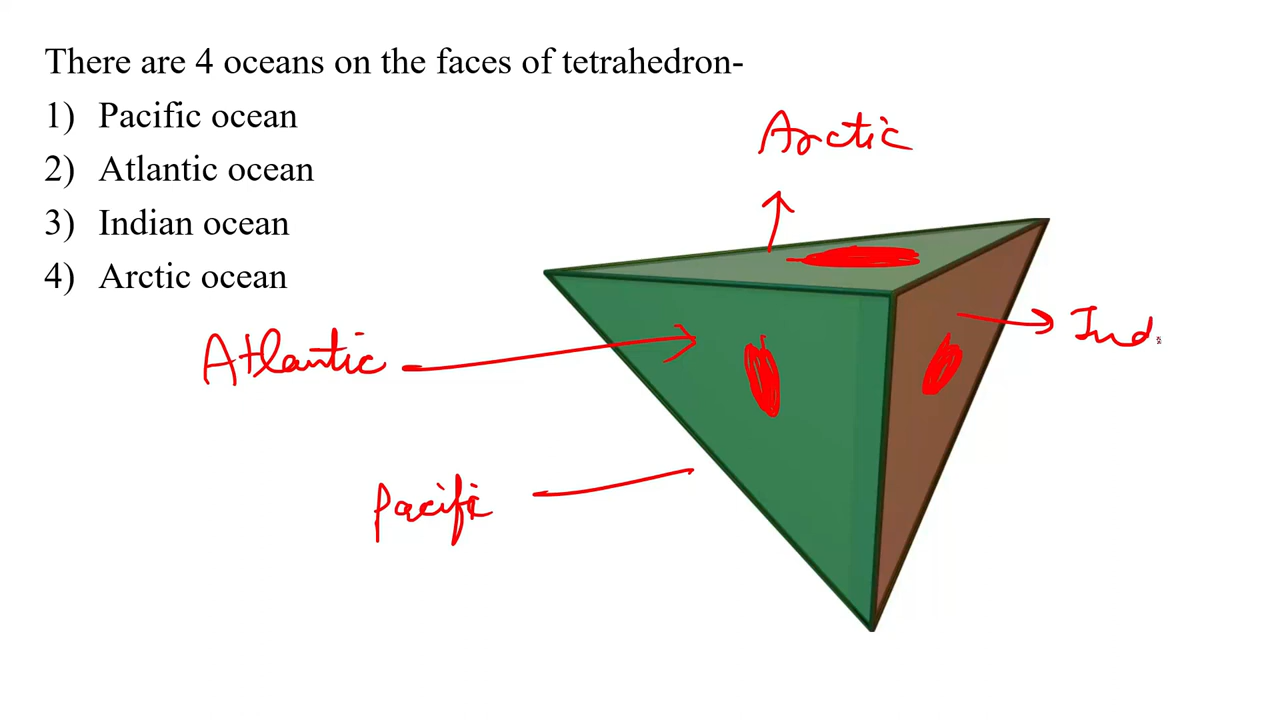 There are 4 oceans on the faces of tetrahedron-
1) Pacific ocean
2) Atlantic ocean
3) Indian ocean
4) Arctic ocean
Arctic
Ind
Atlantic
Pacific